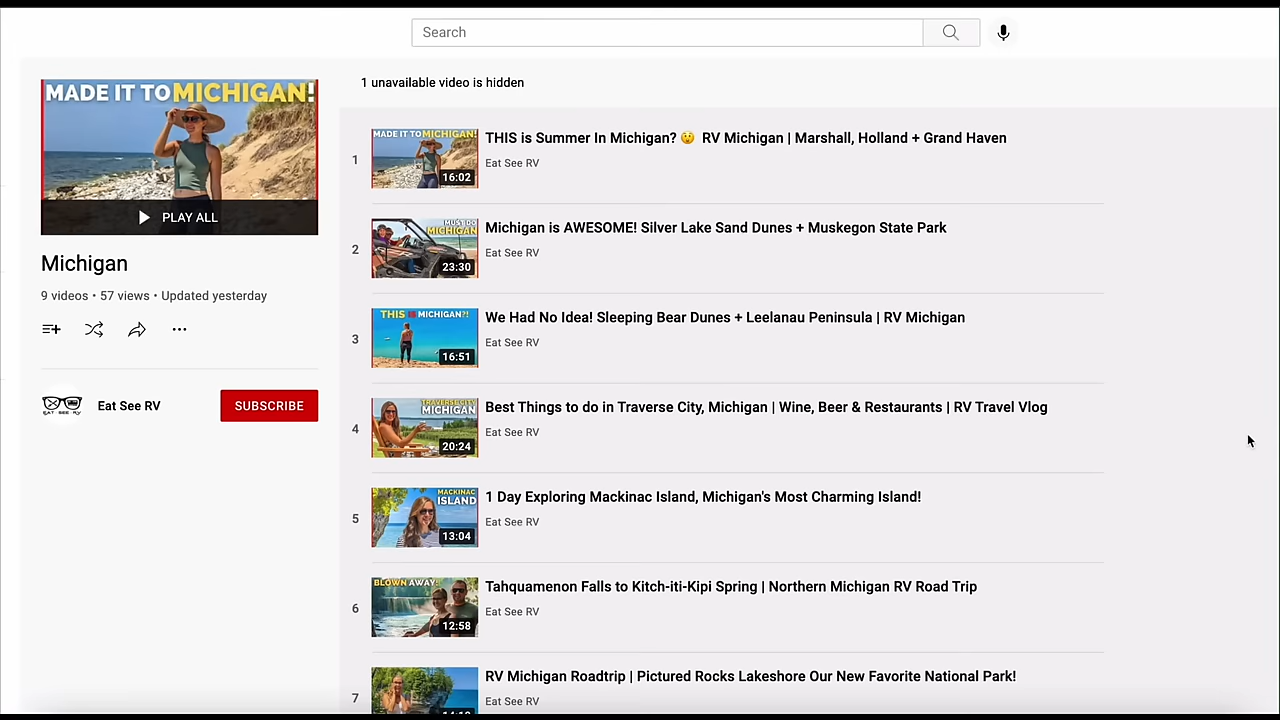 Search
MADE IT TO MICHIGAN!
PLAY ALL
Michigan
9 videos • 57 views • Updated yesterday
EAT SEE RV
Eat See RV
SUBSCRIBE
1 unavailable video is hidden
1
MADE IT TO MICHIGAN!
16:02
THIS is Summer In Michigan? 😲 RV Michigan | Marshall, Holland + Grand Haven
Eat See RV
2
MUST DO
MICHIGAN
23:30
Michigan is AWESOME! Silver Lake Sand Dunes + Muskegon State Park
Eat See RV
3
THIS IS MICHIGAN?!
16:51
We Had No Idea! Sleeping Bear Dunes + Leelanau Peninsula | RV Michigan
Eat See RV
4
TRAVERSE CITY
MICHIGAN
20:24
Best Things to do in Traverse City, Michigan | Wine, Beer & Restaurants | RV Travel Vlog
Eat See RV
5
MACKINAC
ISLAND
13:04
1 Day Exploring Mackinac Island, Michigan's Most Charming Island!
Eat See RV
6
BLOWN AWAY!
12:58
Tahquamenon Falls to Kitch-iti-Kipi Spring | Northern Michigan RV Road Trip
Eat See RV
7
RV Michigan Roadtrip | Pictured Rocks Lakeshore Our New Favorite National Park!
Eat See RV